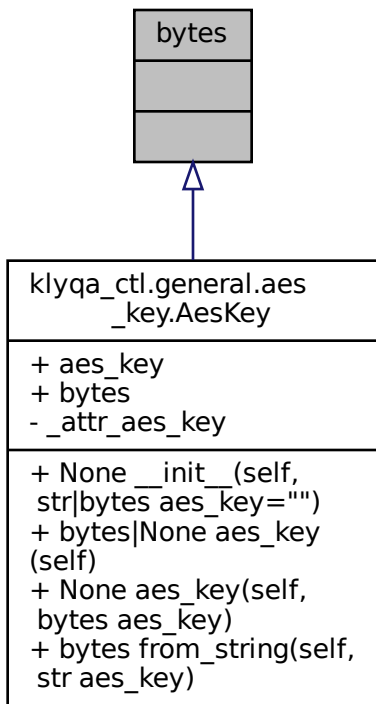 bytes
klyqa_ctl.general.aes
_key.AesKey
+ aes_key
+ bytes
- _attr_aes_key
+ None __init__(self,
str|bytes aes_key="")
+ bytes|None aes_key
(self)
+ None aes_key(self,
bytes aes_key)
+ bytes from_string(self,
str aes_key)